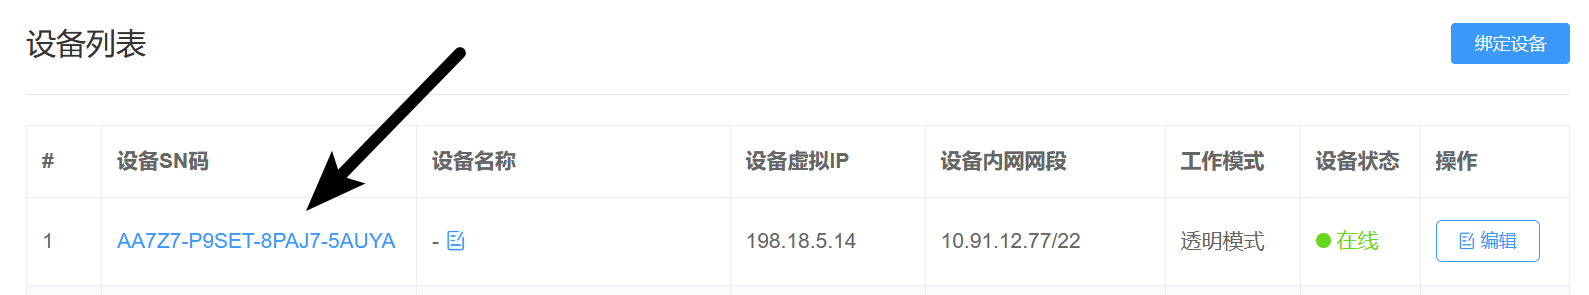 设备列表
绑定设备
# 设备SN码 设备名称 设备虚拟IP 设备内网网段 工作模式 设备状态 操作
1 AA7Z7-P9SET-8PAJ7-5AUYA - 198.18.5.14 10.91.12.77/22 透明模式 在线 编辑